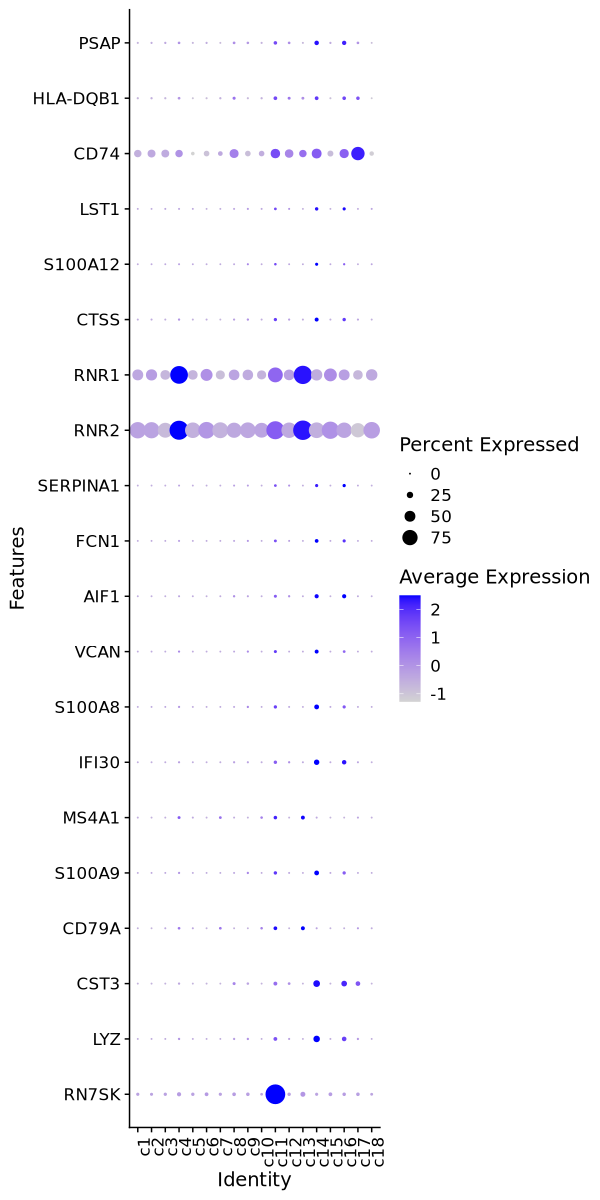 PSAP
HLA-DQB1
CD74
LST1
S100A12
CTSS
RNR1
RNR2
SERPINA1
FCN1
AIF1
VCAN
S100A8
IFI30
MS4A1
S100A9
CD79A
CST3
LYZ
RN7SK
Features
c1
c2
c3
c4
c5
c6
c7
c8
c9
c10
c11
c12
c13
c14
c15
c16
c17
c18
Identity
Percent Expressed
0
25
50
75
Average Expression
2
1
0
-1